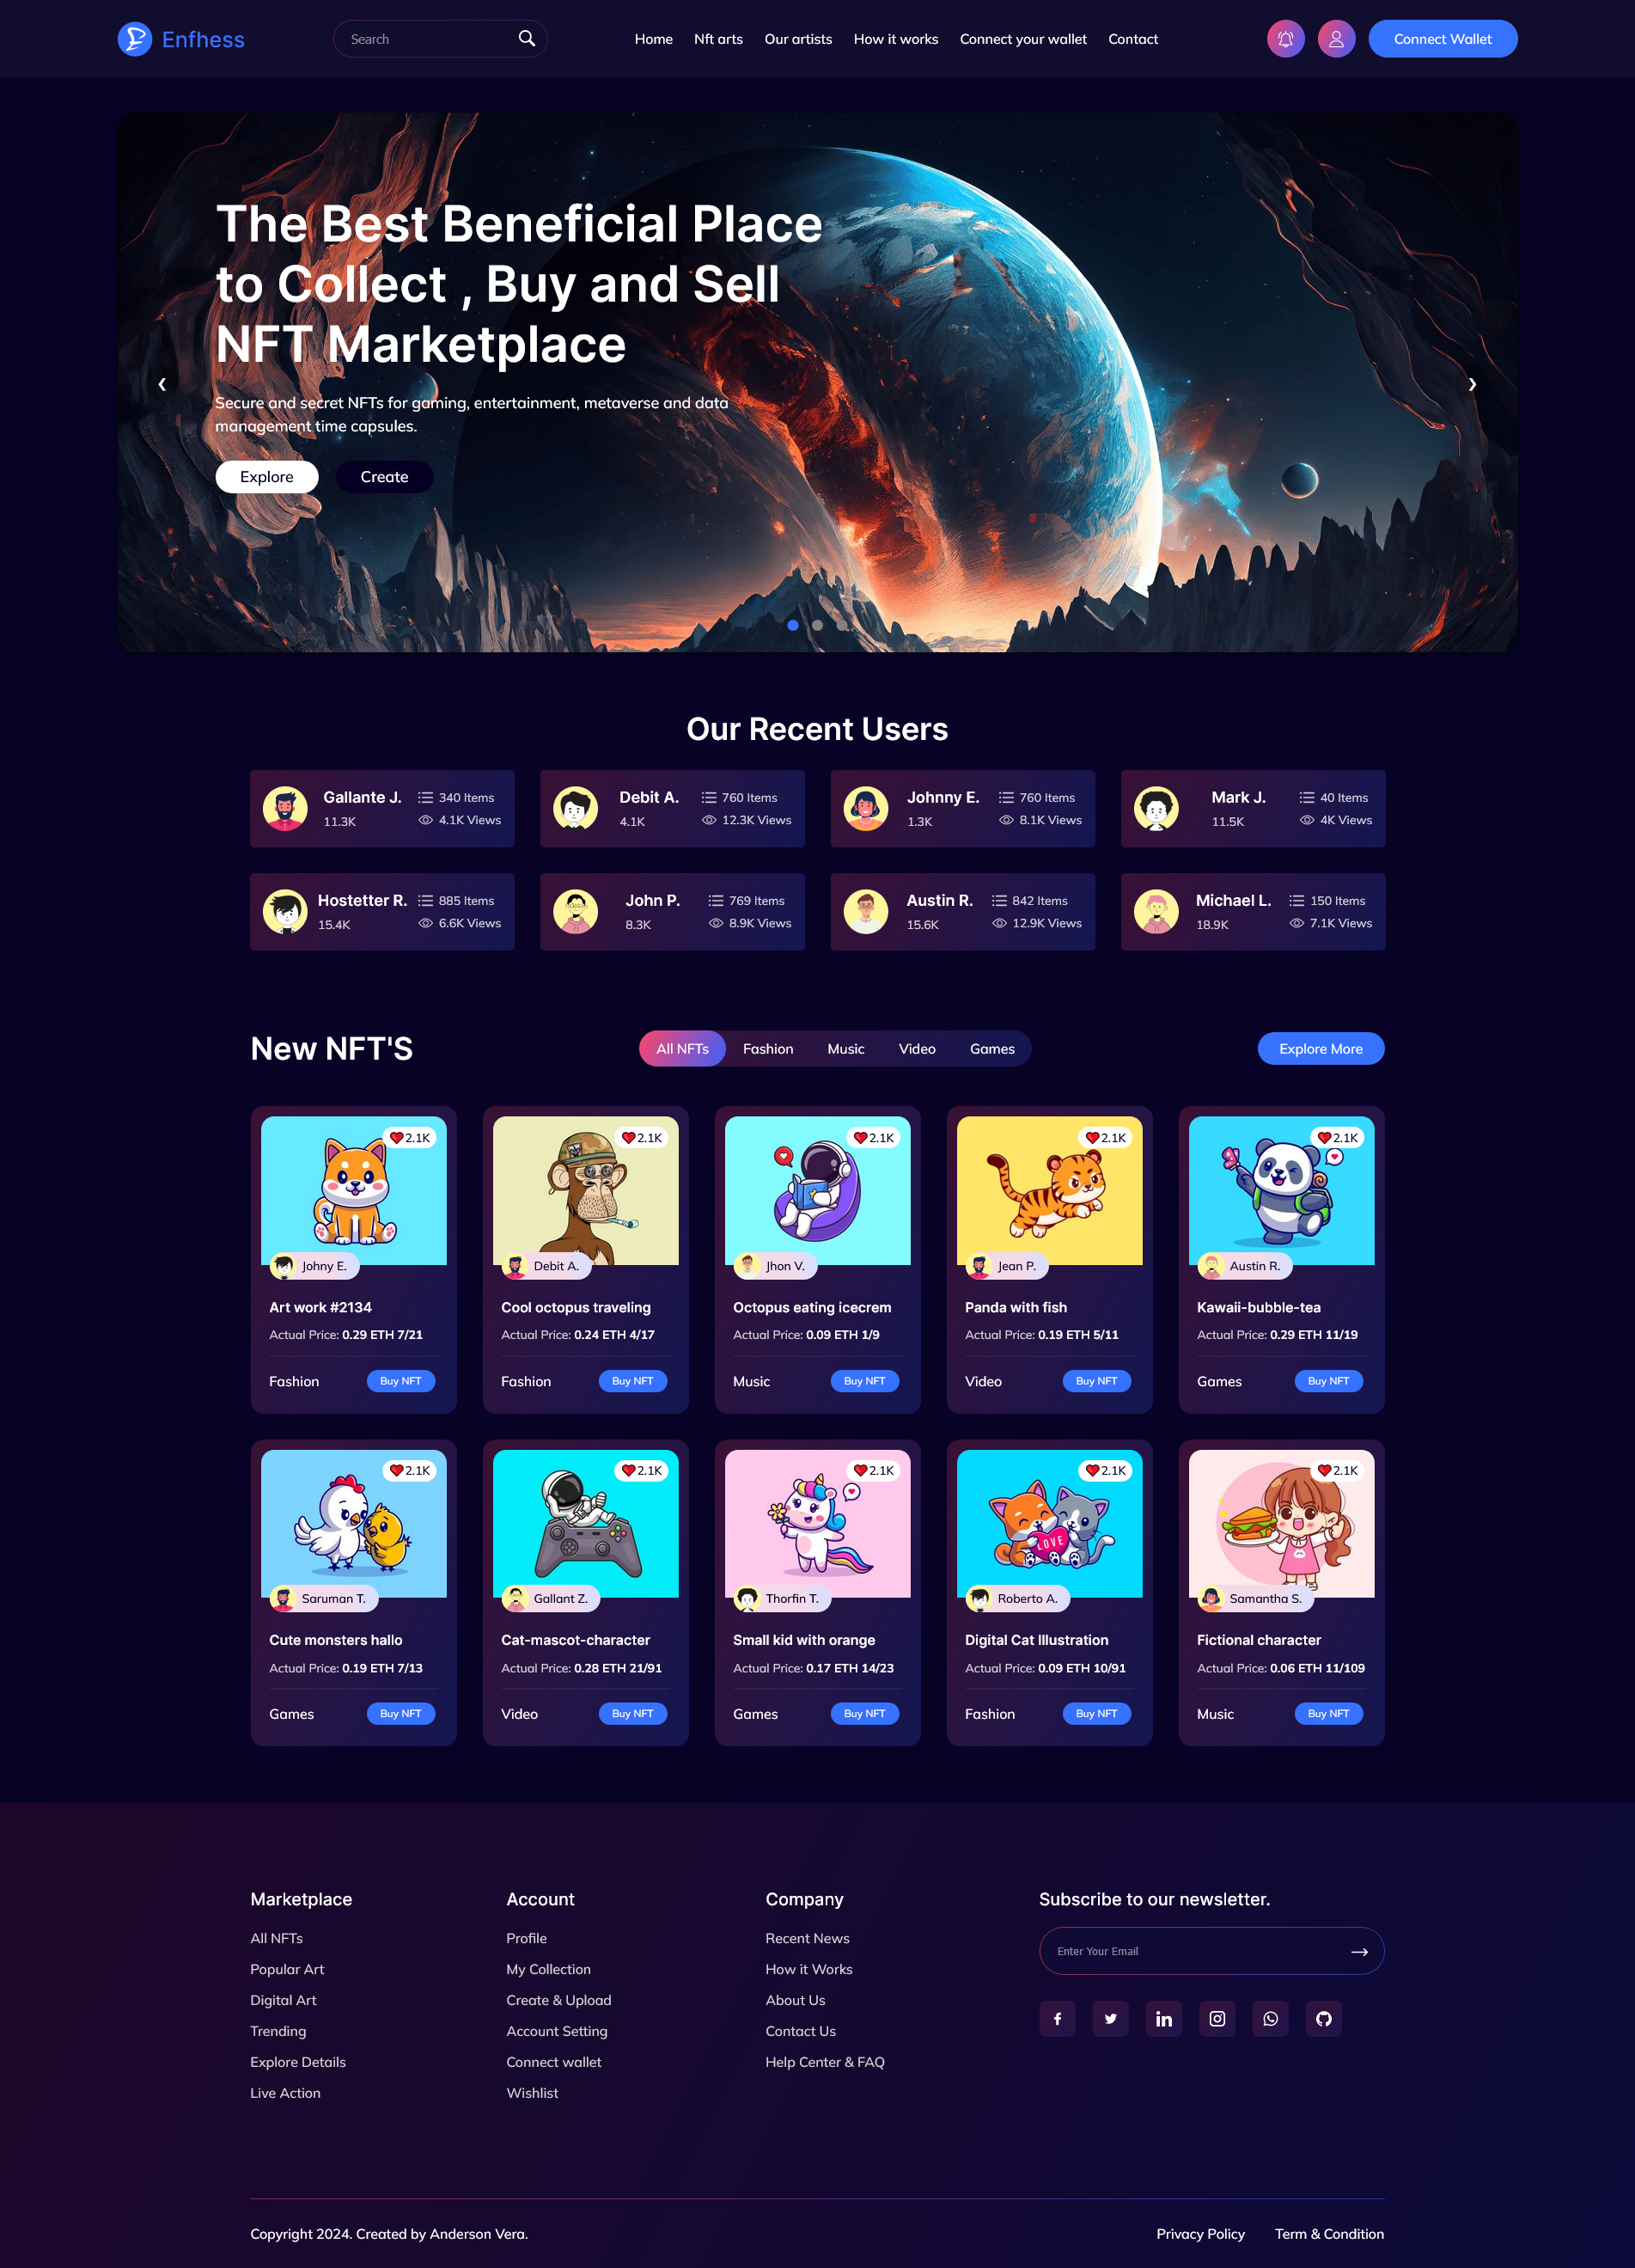 Enfhess
Search
Home Nft arts Our artists How it works Connect your wallet Contact
Connect Wallet
The Best Beneficial Place
to Collect , Buy and Sell
NFT Marketplace
Secure and secret NFTs for gaming, entertainment, metaverse and data
management time capsules.
Explore Create
Our Recent Users
Gallante J. 340 Items
11.3K 4.1K Views
Debit A. 760 Items
4.1K 12.3K Views
Johnny E. 760 Items
1.3K 8.1K Views
Mark J. 40 Items
11.5K 4K Views
Hostetter R. 885 Items
15.4K 6.6K Views
John P. 769 Items
8.3K 8.9K Views
Austin R. 842 Items
15.6K 12.9K Views
Michael L. 150 Items
18.9K 7.1K Views
New NFT'S
All NFTs Fashion Music Video Games
Explore More
2.1K
Johny E.
Art work #2134
Actual Price: 0.29 ETH 7/21
Fashion Buy NFT
2.1K
Debit A.
Cool octopus traveling
Actual Price: 0.24 ETH 4/17
Fashion Buy NFT
2.1K
Jhon V.
Octopus eating icecrem
Actual Price: 0.09 ETH 1/9
Music Buy NFT
2.1K
Jean P.
Panda with fish
Actual Price: 0.19 ETH 5/11
Video Buy NFT
2.1K
Austin R.
Kawaii-bubble-tea
Actual Price: 0.29 ETH 11/19
Games Buy NFT
2.1K
Saruman T.
Cute monsters hallo
Actual Price: 0.19 ETH 7/13
Games Buy NFT
2.1K
Gallant Z.
Cat-mascot-character
Actual Price: 0.28 ETH 21/91
Video Buy NFT
2.1K
Thorfin T.
Small kid with orange
Actual Price: 0.17 ETH 14/23
Games Buy NFT
2.1K
LOVE
Roberto A.
Digital Cat Illustration
Actual Price: 0.09 ETH 10/91
Fashion Buy NFT
2.1K
Samantha S.
Fictional character
Actual Price: 0.06 ETH 11/109
Music Buy NFT
Marketplace
All NFTs
Popular Art
Digital Art
Trending
Explore Details
Live Action
Account
Profile
My Collection
Create & Upload
Account Setting
Connect wallet
Wishlist
Company
Recent News
How it Works
About Us
Contact Us
Help Center & FAQ
Subscribe to our newsletter.
Enter Your Email
Copyright 2024. Created by Anderson Vera.
Privacy Policy Term & Condition